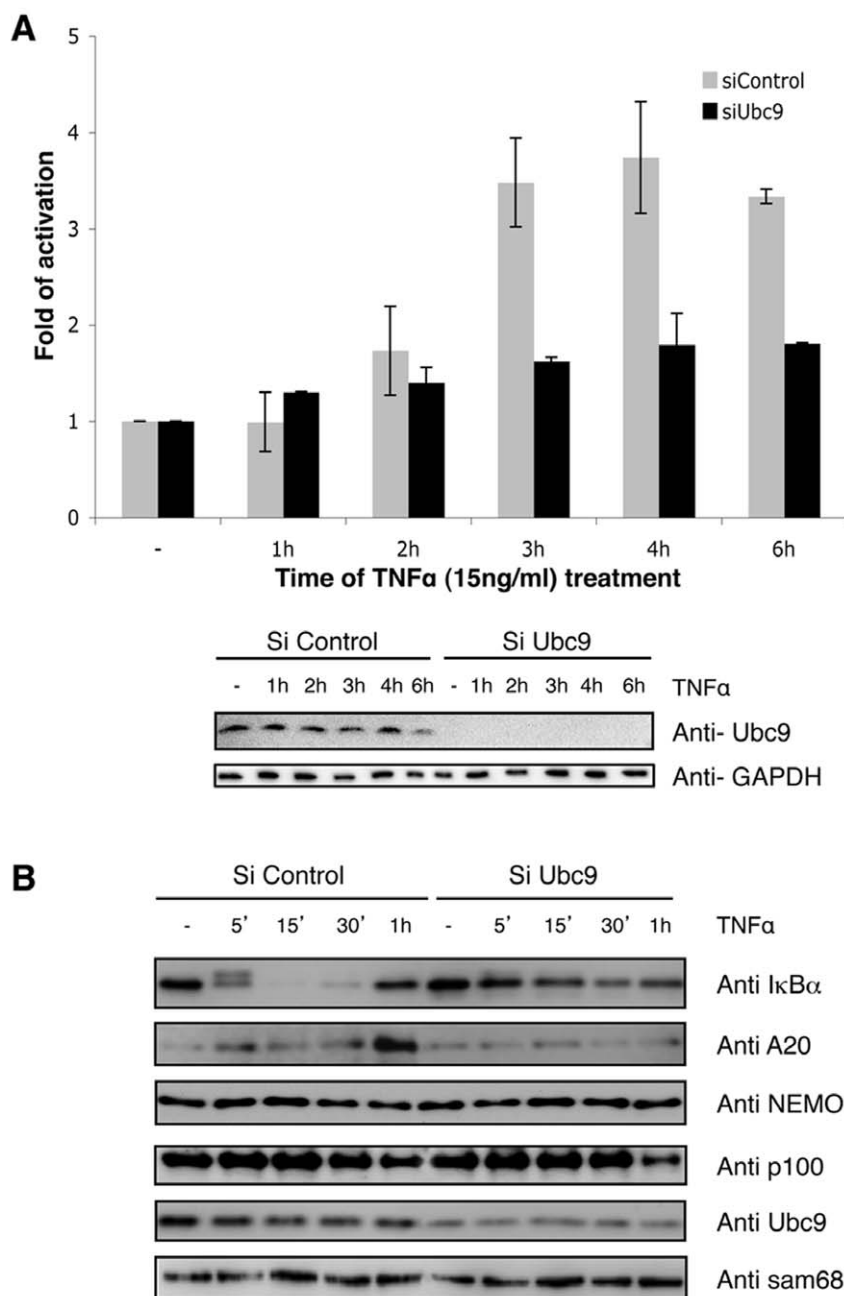 A
5
siControl
siUbc9
4
3
2
1
0
Fold of activation
- 1h 2h 3h 4h 6h
Time of TNFα (15ng/ml) treatment
Si Control Si Ubc9
- 1h 2h 3h 4h 6h - 1h 2h 3h 4h 6h TNFα
Anti- Ubc9
Anti- GAPDH
B
Si Control Si Ubc9
- 5’ 15’ 30’ 1h - 5’ 15’ 30’ 1h TNFα
Anti IκBα
Anti A20
Anti NEMO
Anti p100
Anti Ubc9
Anti sam68